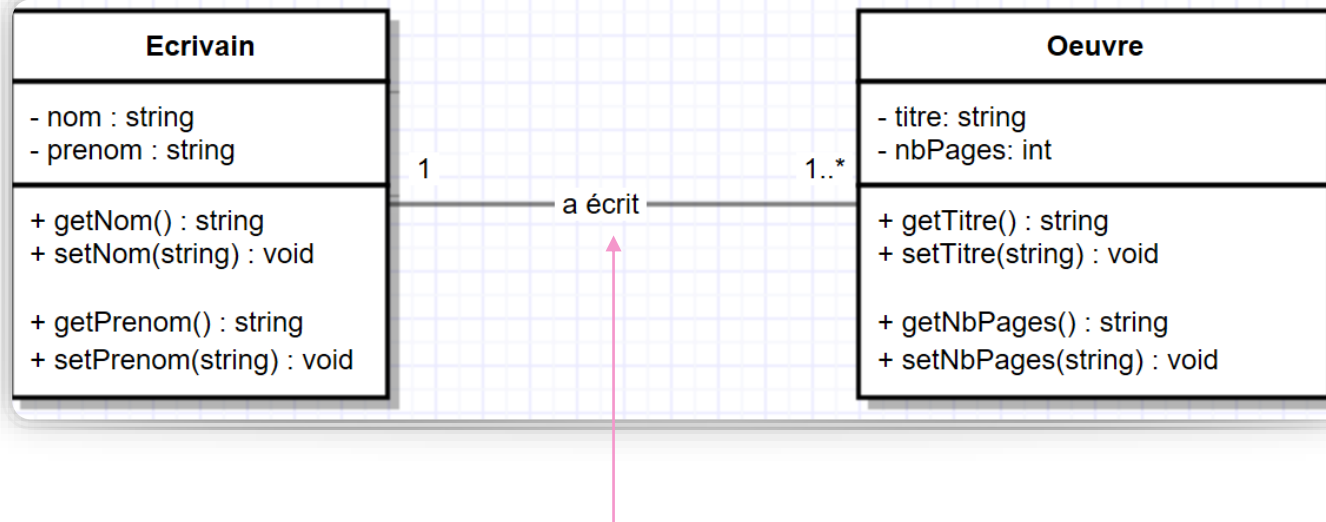 Ecrivain
- nom : string
- prenom : string
+ getNom() : string
+ setNom(string) : void
+ getPrenom() : string
+ setPrenom(string) : void
1
a écrit
1..*
Oeuvre
- titre: string
- nbPages: int
+ getTitre() : string
+ setTitre(string) : void
+ getNbPages() : string
+ setNbPages(string) : void